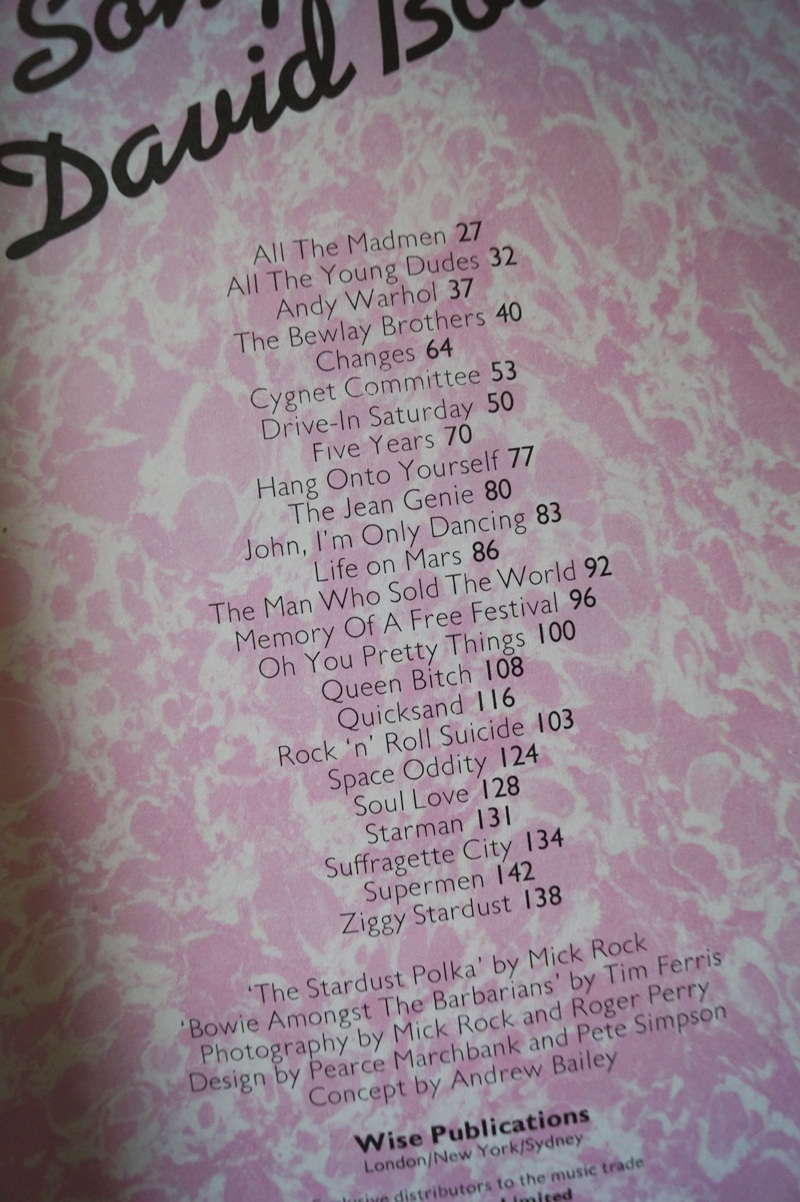 David
All The Madmen 27
All The Young Dudes 32
Andy Warhol 37
The Bewlay Brothers 40
Changes 64
Cygnet Committee 53
Drive-In Saturday 50
Five Years 70
Hang Onto Yourself 77
The Jean Genie 80
John, I'm Only Dancing 83
Life on Mars 86
The Man Who Sold The World 92
Memory Of A Free Festival 96
Oh You Pretty Things 100
Queen Bitch 108
Quicksand 116
Rock 'n' Roll Suicide 103
Space Oddity 124
Soul Love 128
Starman 131
Suffragette City 134
Supermen 142
Ziggy Stardust 138
'The Stardust Polka' by Mick Rock
'Bowie Amongst The Barbarians' by Tim Ferris
Photography by Mick Rock and Roger Perry
Design by Pearce Marchbank and Pete Simpson
Concept by Andrew Bailey
Wise Publications
London/New York/Sydney
distributors to the music trade
Limited